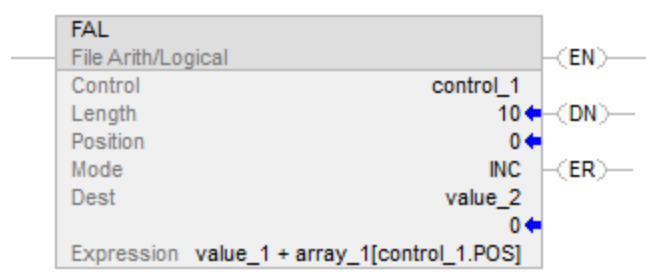 FAL
File Arith/Logical
(EN)
Control control_1
Length 10 (DN)
Position 0
Mode INC (ER)
Dest value_2
0
Expression value_1 + array_1[control_1.POS]